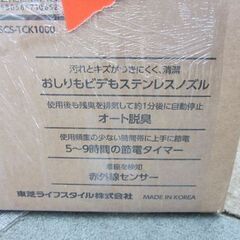 SCS-TCK1000
汚れとキズがつきにくく、清潔
おしりもビデもステンレスノズル
使用後も残臭を排気して約1分後に自動停止
オート脱臭
使用頻度の少ない時間帯に上手に節電
5〜9時間の節電タイマー
着座を検知
赤外線センサー
東芝ライフスタイル株式会社
MADE IN KOREA